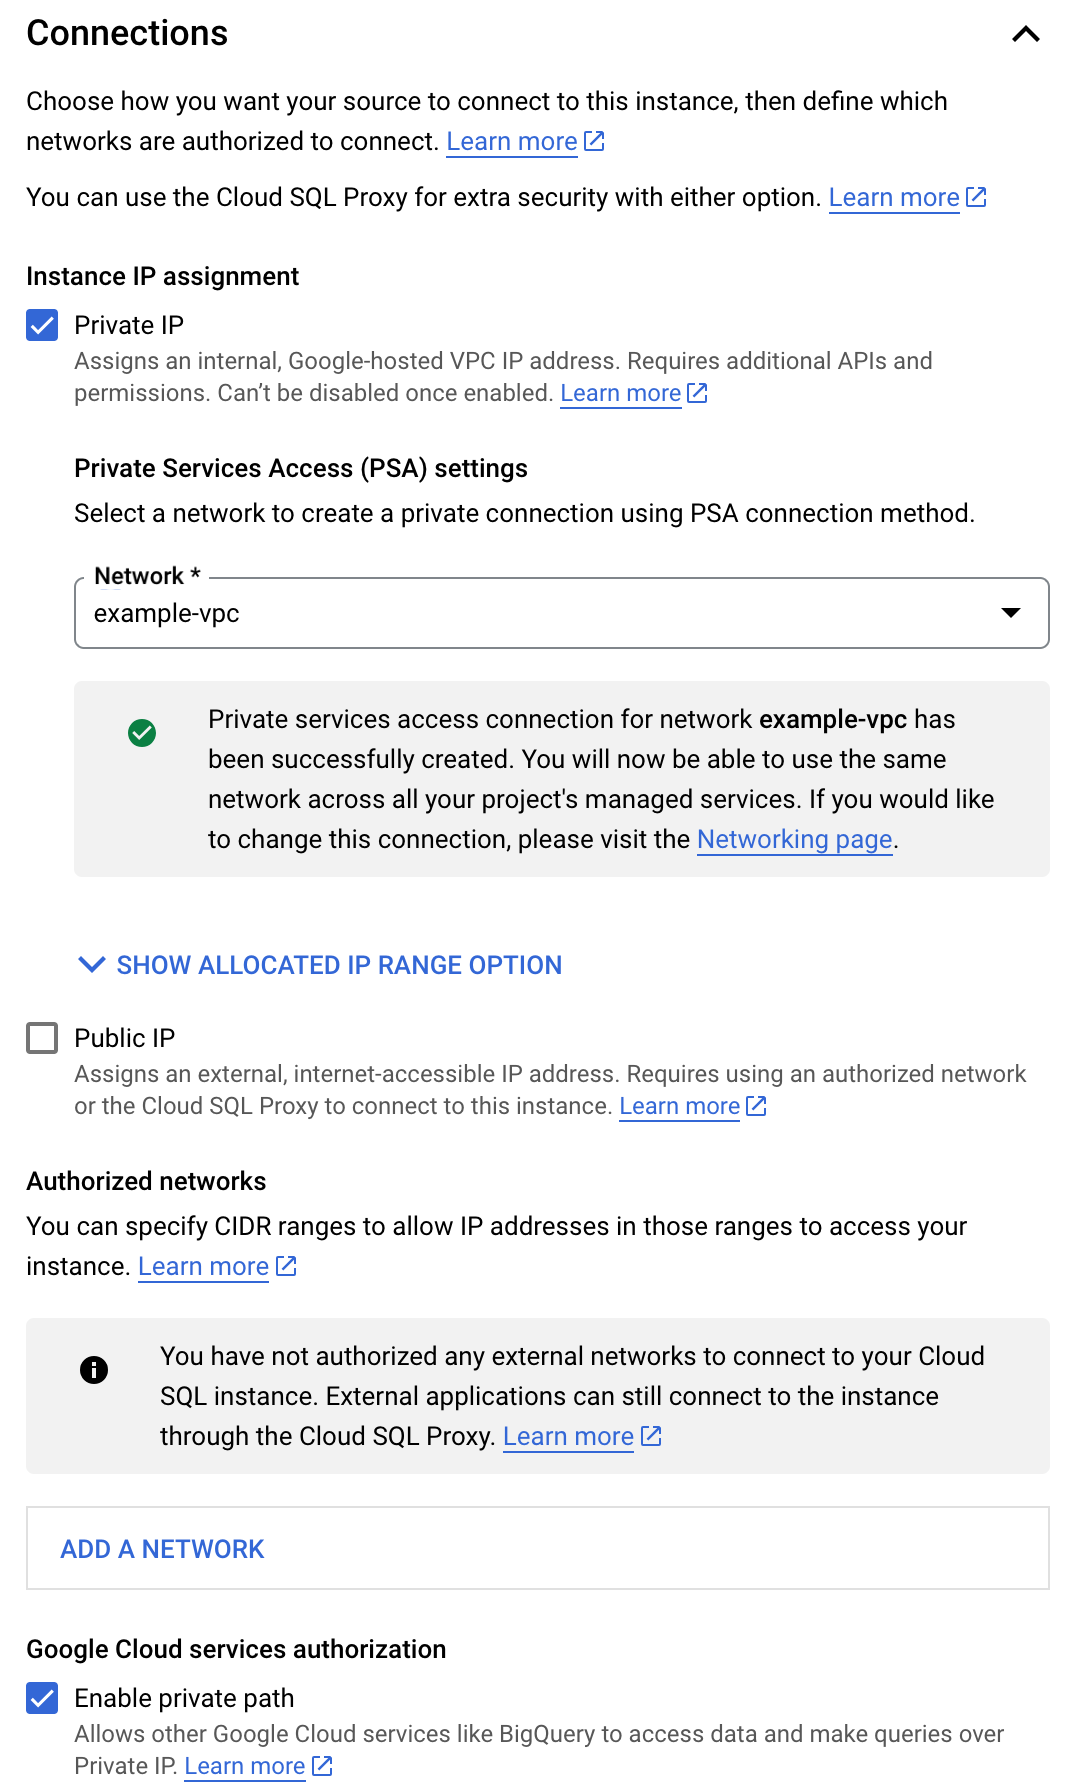 Connections
Choose how you want your source to connect to this instance, then define which
networks are authorized to connect. Learn more
You can use the Cloud SQL Proxy for extra security with either option. Learn more
Instance IP assignment
Private IP
Assigns an internal, Google-hosted VPC IP address. Requires additional APIs and
permissions. Can’t be disabled once enabled. Learn more
Private Services Access (PSA) settings
Select a network to create a private connection using PSA connection method.
Network *
example-vpc
Private services access connection for network example-vpc has
been successfully created. You will now be able to use the same
network across all your project's managed services. If you would like
to change this connection, please visit the Networking page.
SHOW ALLOCATED IP RANGE OPTION
Public IP
Assigns an external, internet-accessible IP address. Requires using an authorized network
or the Cloud SQL Proxy to connect to this instance. Learn more
Authorized networks
You can specify CIDR ranges to allow IP addresses in those ranges to access your
instance. Learn more
You have not authorized any external networks to connect to your Cloud
SQL instance. External applications can still connect to the instance
through the Cloud SQL Proxy. Learn more
ADD A NETWORK
Google Cloud services authorization
Enable private path
Allows other Google Cloud services like BigQuery to access data and make queries over
Private IP. Learn more